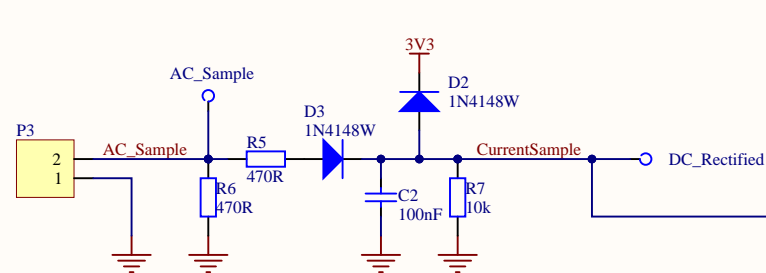 3V3
AC_Sample
D2
1N4148W
D3
1N4148W
P3
2
1
AC_Sample
R5
470R
CurrentSample
DC_Rectified
R6
470R
C2
100nF
R7
10k